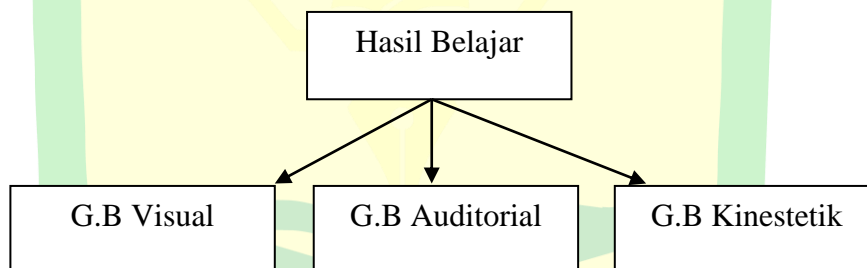 Hasil Belajar
G.B Visual
G.B Auditorial
G.B Kinestetik